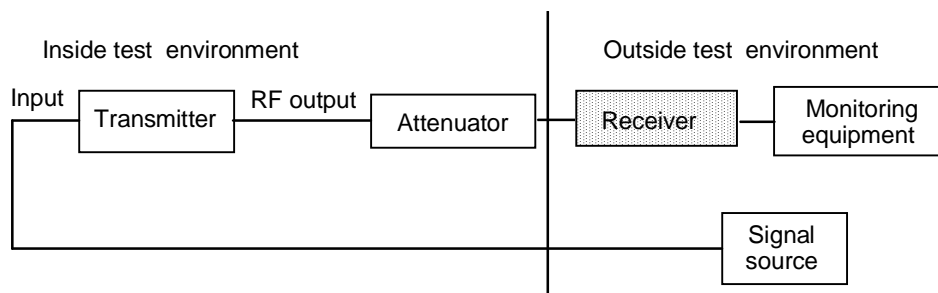 Inside test environment
Outside test environment
Input
Transmitter
RF output
Attenuator
Receiver
Monitoring
equipment
Signal
source